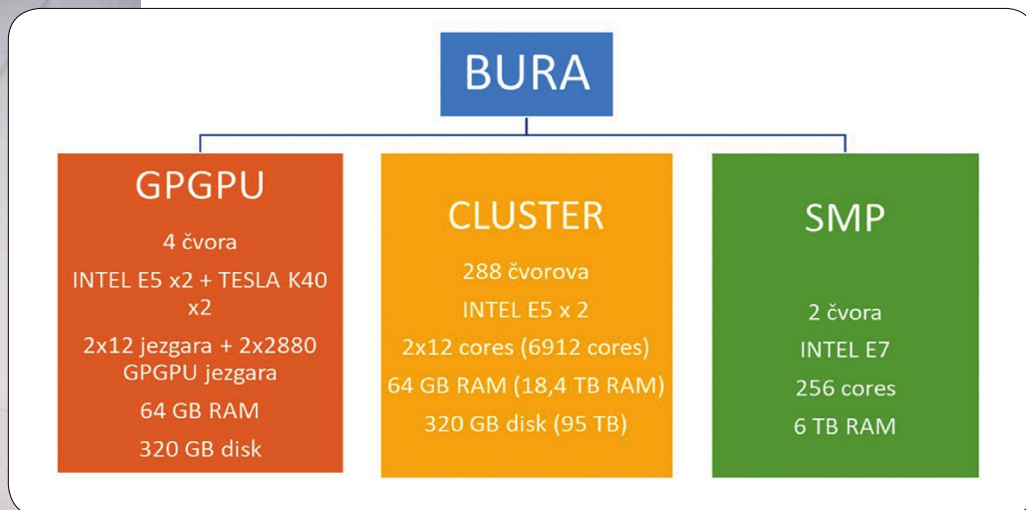 BURA
GPGPU
4 čvora
INTEL E5 x2 + TESLA K40
x2
2x12 jezgara + 2x2880
GPGPU jezgara
64 GB RAM
320 GB disk
CLUSTER
288 čvorova
INTEL E5 x 2
2x12 cores (6912 cores)
64 GB RAM (18,4 TB RAM)
320 GB disk (95 TB)
SMP
2 čvora
INTEL E7
256 cores
6 TB RAM